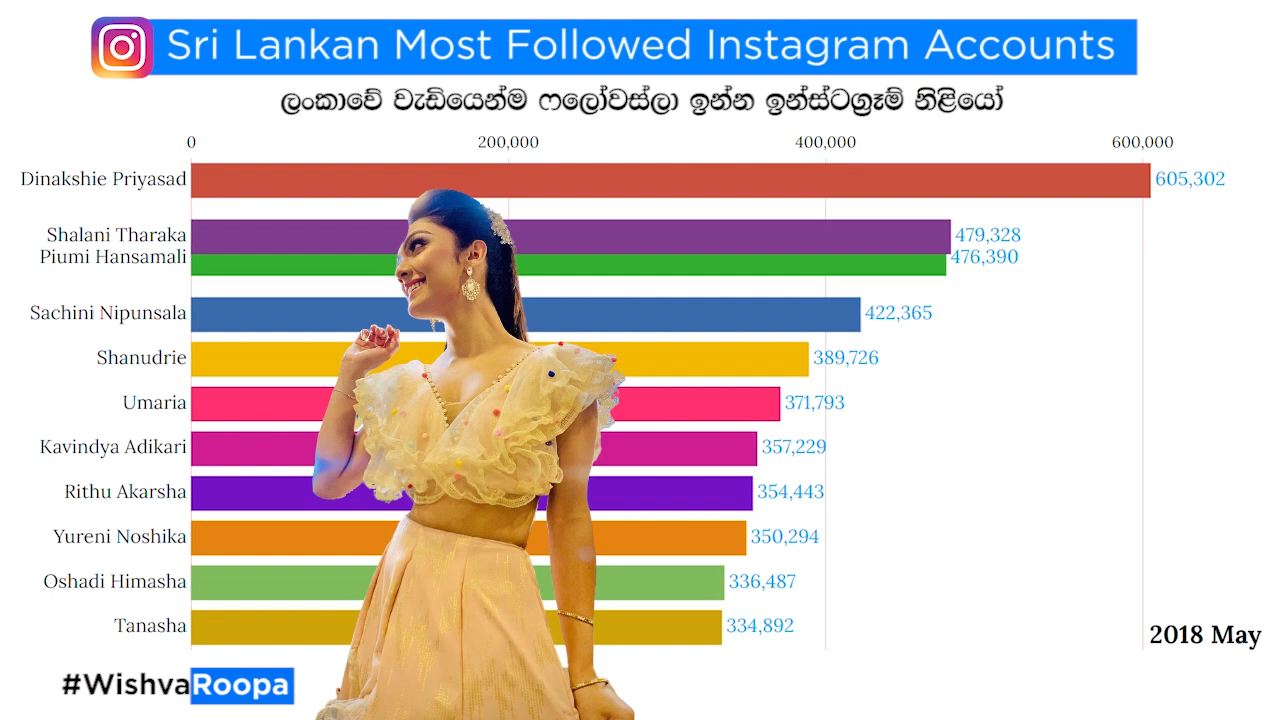 Sri Lankan Most Followed Instagram Accounts
ලංකාවේ වැඩියෙන්ම ෆලෝවස්ලා ඉන්න ඉන්ස්ටග්‍රෑම් නිළියෝ
0 200,000 400,000 600,000
Dinakshie Priyasad 605,302
Shalani Tharaka 479,328
Piumi Hansamali 476,390
Sachini Nipunsala 422,365
Shanudrie 389,726
Umaria 371,793
Kavindya Adikari 357,229
Rithu Akarsha 354,443
Yureni Noshika 350,294
Oshadi Himasha 336,487
Tanasha 334,892
2018 May
#WishvaRoopa